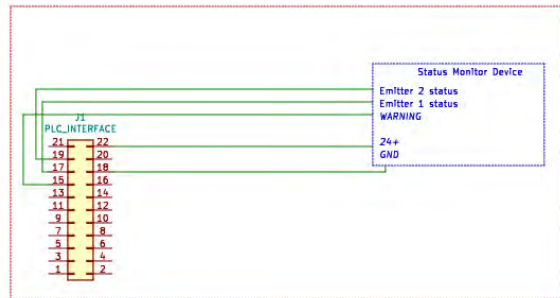 Status Monitor Device
Emitter 2 status
Emitter 1 status
WARNING
24+
GND
J1
PLC_INTERFACE
21 22
19 20
17 18
15 16
13 14
11 12
9 10
7 8
5 6
3 4
1 2